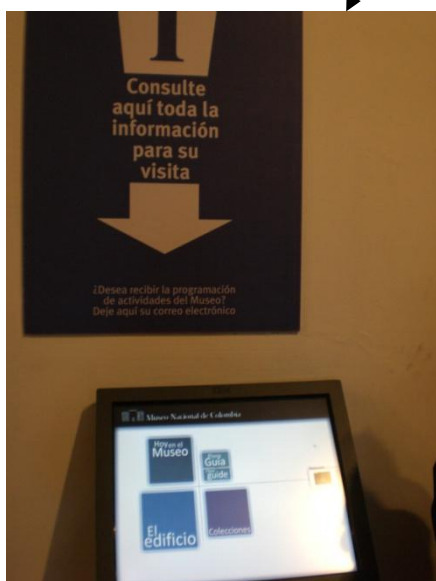 Consulte
aquí toda la
información
para su
visita
¿Desea recibir la programación
de actividades del Museo?
Deje aquí su correo electrónico
Museo Nacional de Colombia
Hoy en el
Museo
Guía
guide
El
edificio
Colecciones